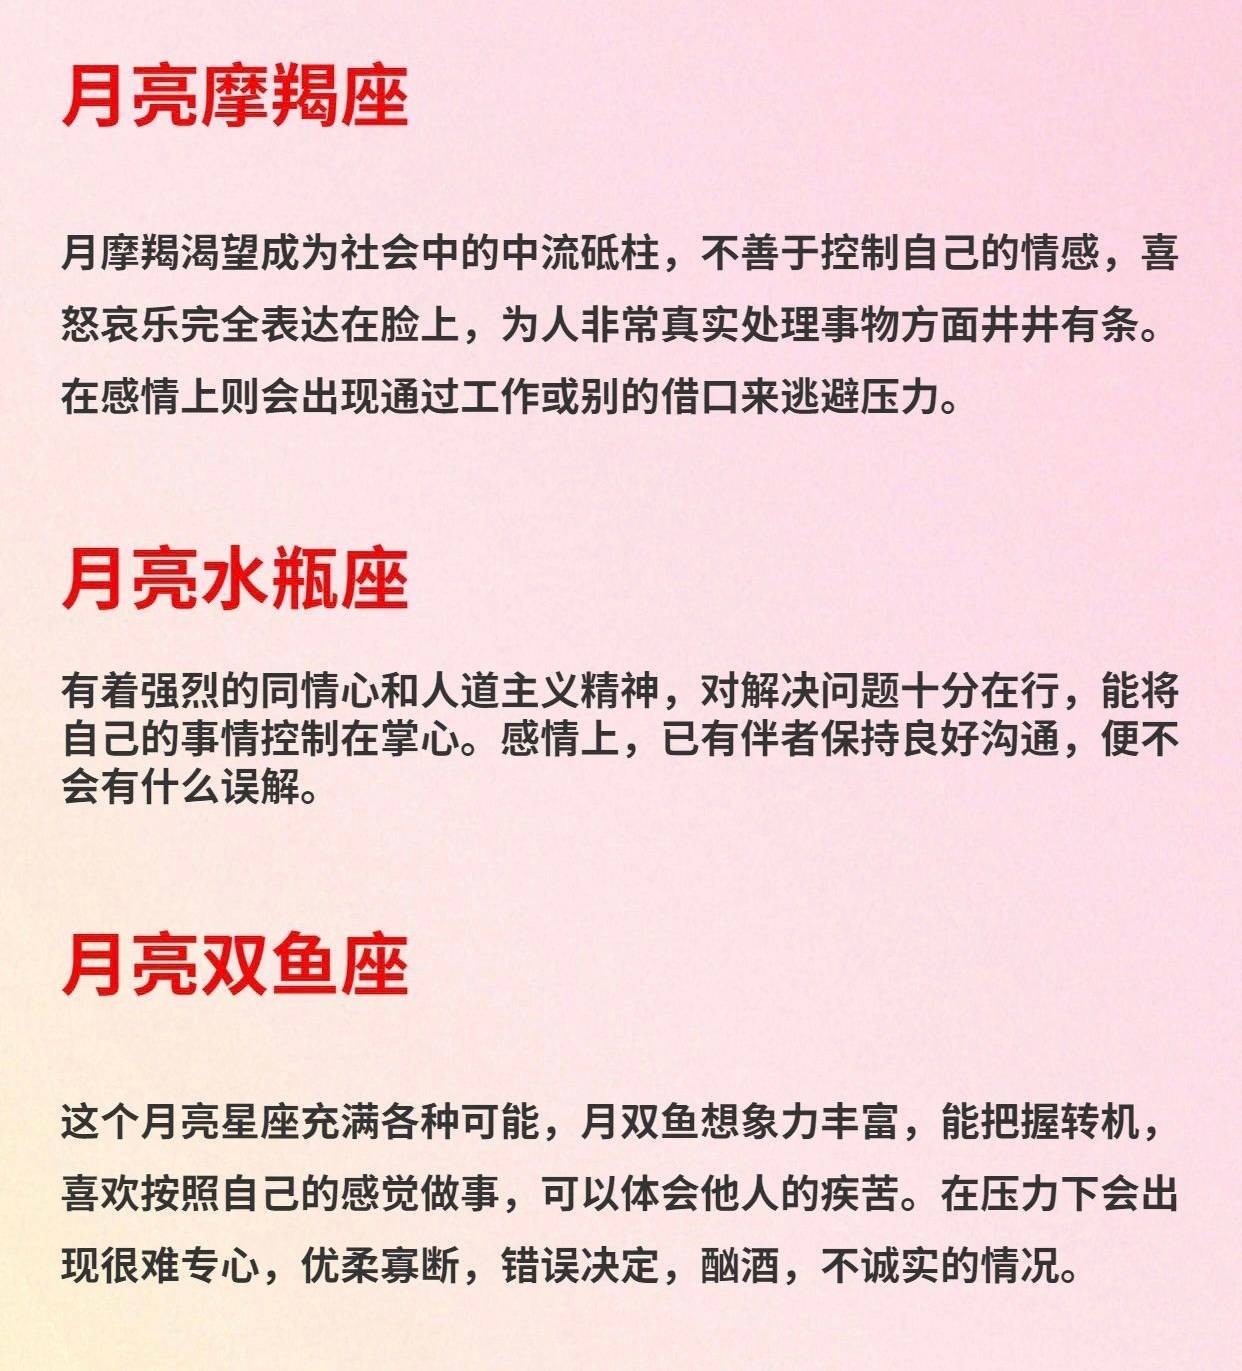 月亮摩羯座
月摩羯渴望成为社会中的中流砥柱，不善于控制自己的情感，喜
怒哀乐完全表达在脸上，为人非常真实处理事物方面井井有条。
在感情上则会出现通过工作或别的借口来逃避压力。
月亮水瓶座
有着强烈的同情心和人道主义精神，对解决问题十分在行，能将
自己的事情控制在掌心。感情上，已有伴者保持良好沟通，便不
会有什么误解。
月亮双鱼座
这个月亮星座充满各种可能，月双鱼想象力丰富，能把握转机，
喜欢按照自己的感觉做事，可以体会他人的疾苦。在压力下会出
现很难专心，优柔寡断，错误决定，酗酒，不诚实的情况。